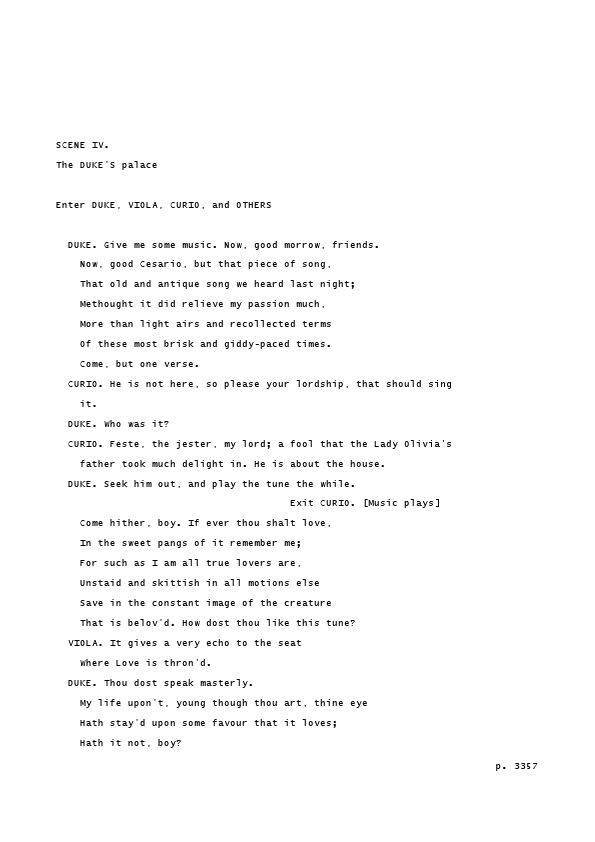 SCENE IV.
The DUKE'S palace
Enter DUKE, VIOLA, CURIO, and OTHERS
DUKE. Give me some music. Now, good morrow, friends.
Now, good Cesario, but that piece of song,
That old and antique song we heard last night;
Methought it did relieve my passion much,
More than light airs and recollected terms
Of these most brisk and giddy-paced times.
Come, but one verse.
CURIO. He is not here, so please your lordship, that should sing
it.
DUKE. Who was it?
CURIO. Feste, the jester, my lord; a fool that the Lady Olivia's
father took much delight in. He is about the house.
DUKE. Seek him out, and play the tune the while.
Exit CURIO. [Music plays]
Come hither, boy. If ever thou shalt love,
In the sweet pangs of it remember me;
For such as I am all true lovers are,
Unstaid and skittish in all motions else
Save in the constant image of the creature
That is belov'd. How dost thou like this tune?
VIOLA. It gives a very echo to the seat
Where Love is thron'd.
DUKE. Thou dost speak masterly.
My life upon't, young though thou art, thine eye
Hath stay'd upon some favour that it loves;
Hath it not, boy?
p. 3357